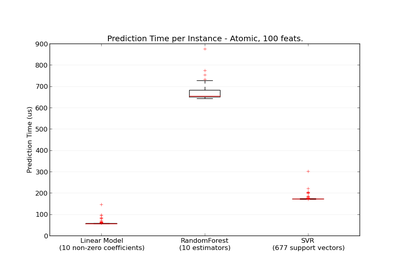 Prediction Time per Instance - Atomic, 100 feats.
900
800
700
600
500
400
300
200
100
0
Prediction Time (us)
Linear Model
(10 non-zero coefficients)
RandomForest
(10 estimators)
SVR
(677 support vectors)